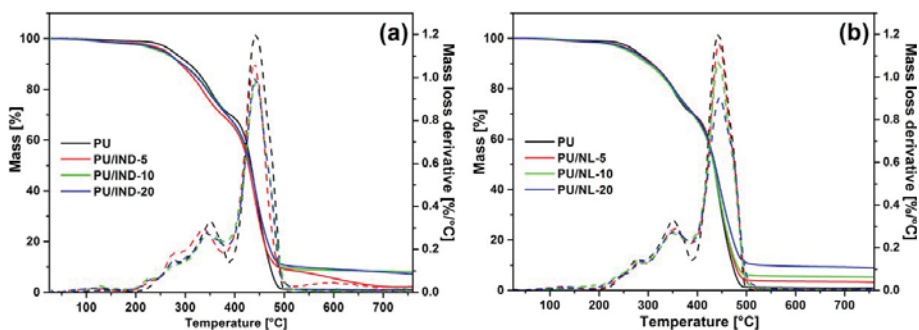 (a)
100
80
60
40
20
0
Mass [%]
PU
PU/IND-5
PU/IND-10
PU/IND-20
1.2
1.0
0.8
0.6
0.4
0.2
0.0
Mass loss derivative [%/°C]
100 200 300 400 500 600 700
Temperature [°C]
(b)
100
80
60
40
20
0
Mass [%]
PU
PU/NL-5
PU/NL-10
PU/NL-20
1.2
1.0
0.8
0.6
0.4
0.2
0.0
Mass loss derivative [%/°C]
100 200 300 400 500 600 700
Temperature [°C]